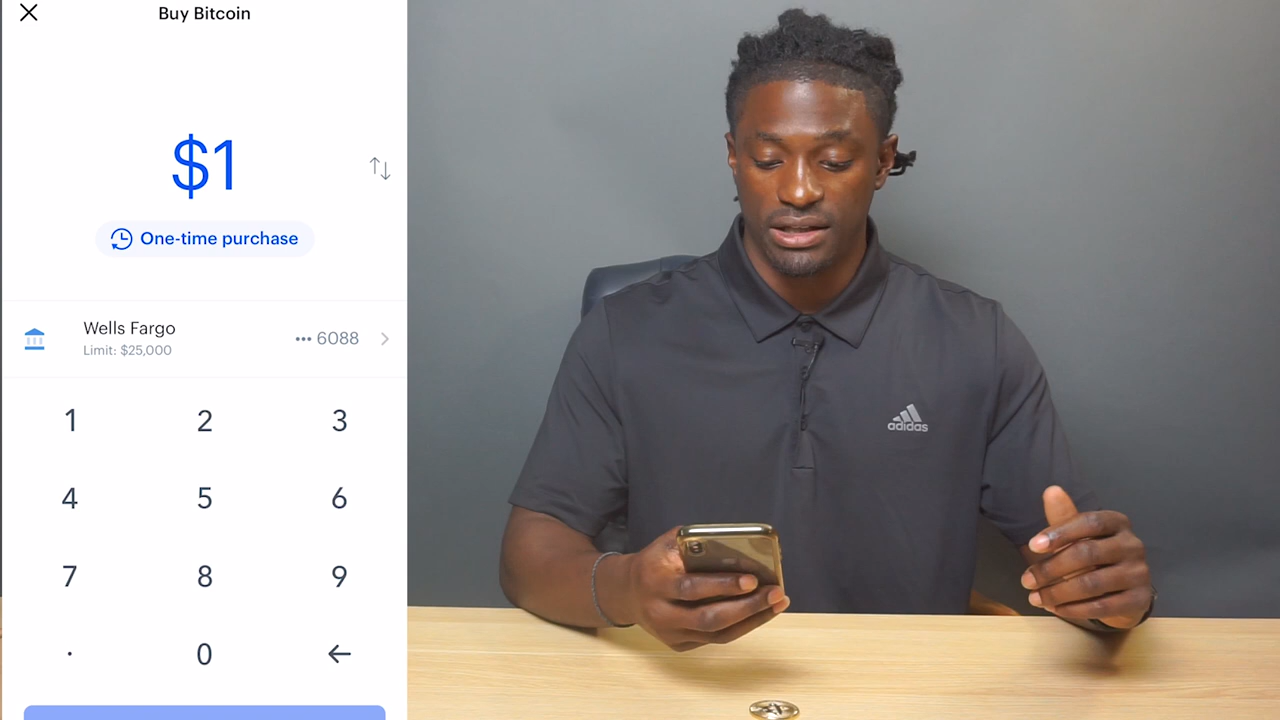 Buy Bitcoin
$1
One-time purchase
Wells Fargo
Limit: $25,000
••• 6088
1 2 3
4 5 6
7 8 9
. 0
adidas